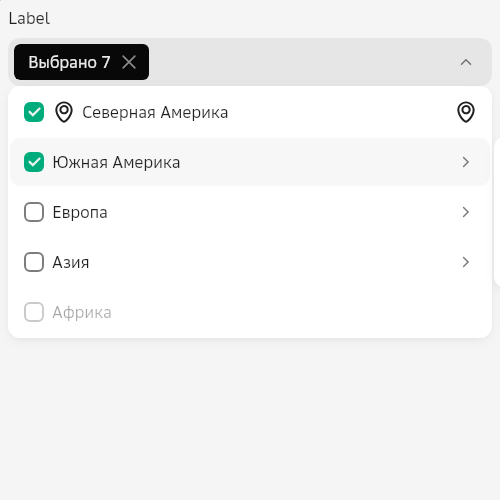 Label
Выбрано 7
Северная Америка
Южная Америка
Европа
Азия
Африка